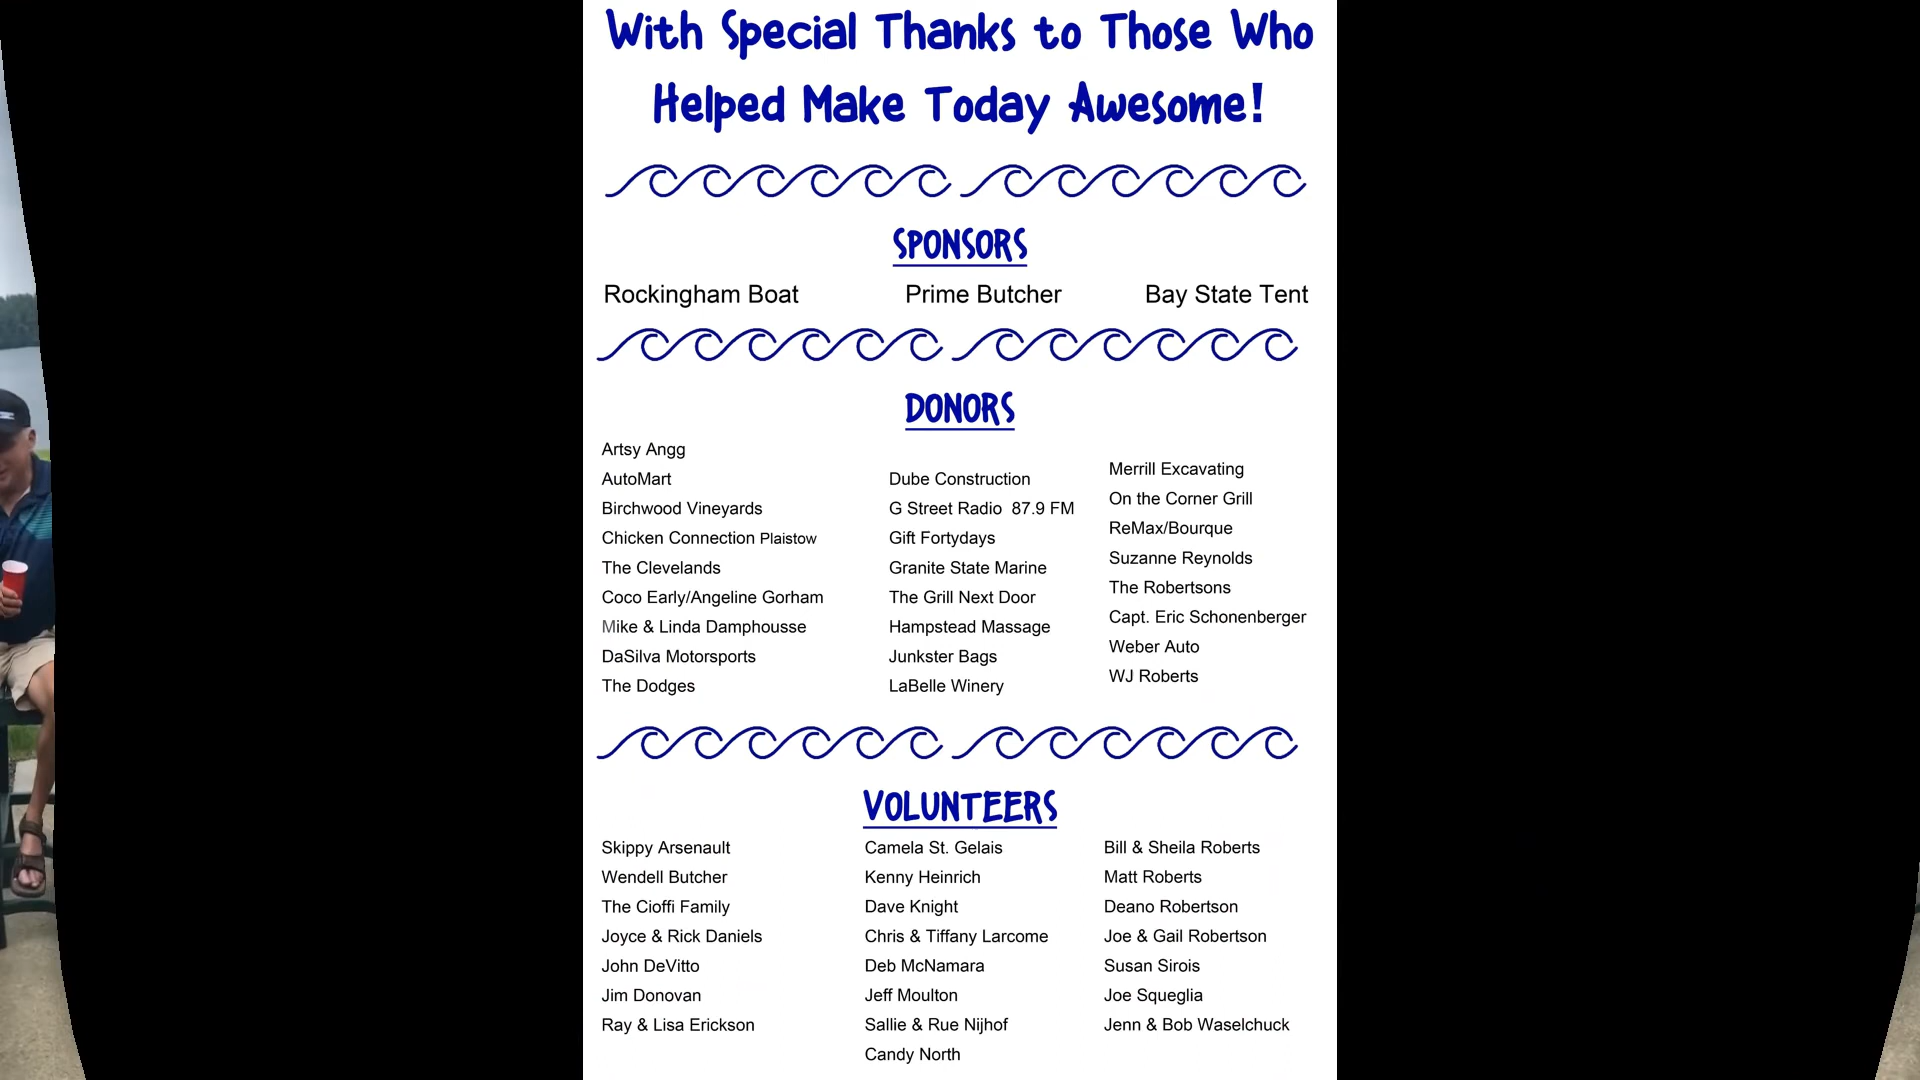 With Special Thanks to Those Who
Helped Make Today Awesome!
SPONSORS
Rockingham Boat
Prime Butcher
Bay State Tent
DONORS
Artsy Angg
AutoMart
Birchwood Vineyards
Chicken Connection Plaistow
The Clevelands
Coco Early/Angeline Gorham
Mike & Linda Damphousse
DaSilva Motorsports
The Dodges
Dube Construction
G Street Radio  87.9 FM
Gift Fortydays
Granite State Marine
The Grill Next Door
Hampstead Massage
Junkster Bags
LaBelle Winery
Merrill Excavating
On the Corner Grill
ReMax/Bourque
Suzanne Reynolds
The Robertsons
Capt. Eric Schonenberger
Weber Auto
WJ Roberts
VOLUNTEERS
Skippy Arsenault
Wendell Butcher
The Cioffi Family
Joyce & Rick Daniels
John DeVitto
Jim Donovan
Ray & Lisa Erickson
Camela St. Gelais
Kenny Heinrich
Dave Knight
Chris & Tiffany Larcome
Deb McNamara
Jeff Moulton
Sallie & Rue Nijhof
Candy North
Bill & Sheila Roberts
Matt Roberts
Deano Robertson
Joe & Gail Robertson
Susan Sirois
Joe Squeglia
Jenn & Bob Waselchuck